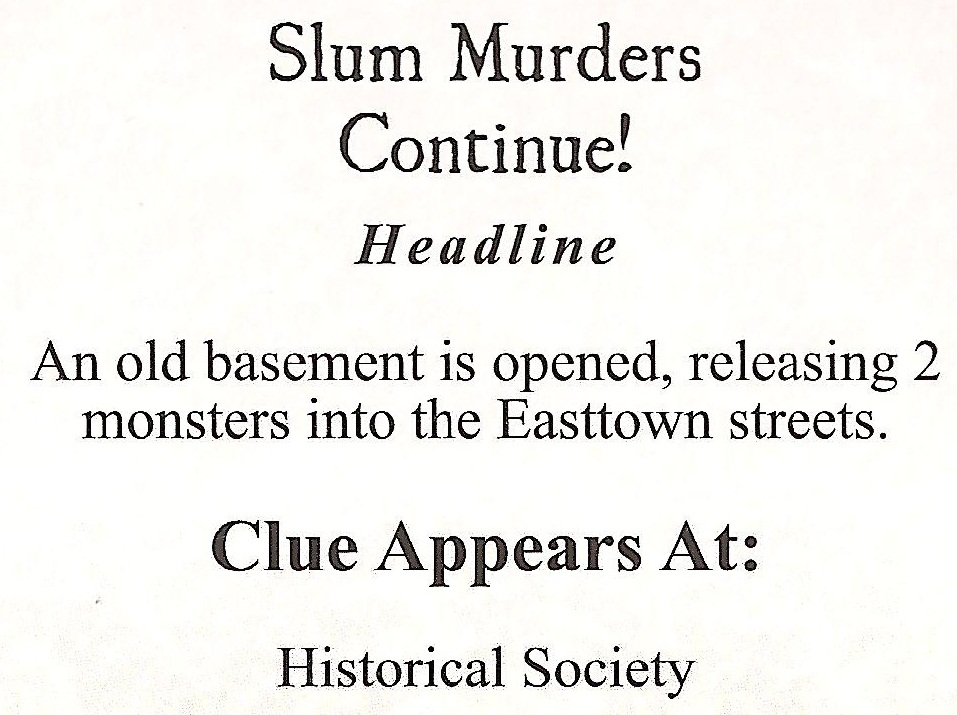 Slum Murders
Continue!
Headline
An old basement is opened, releasing 2
monsters into the Easttown streets.
Clue Appears At:
Historical Society